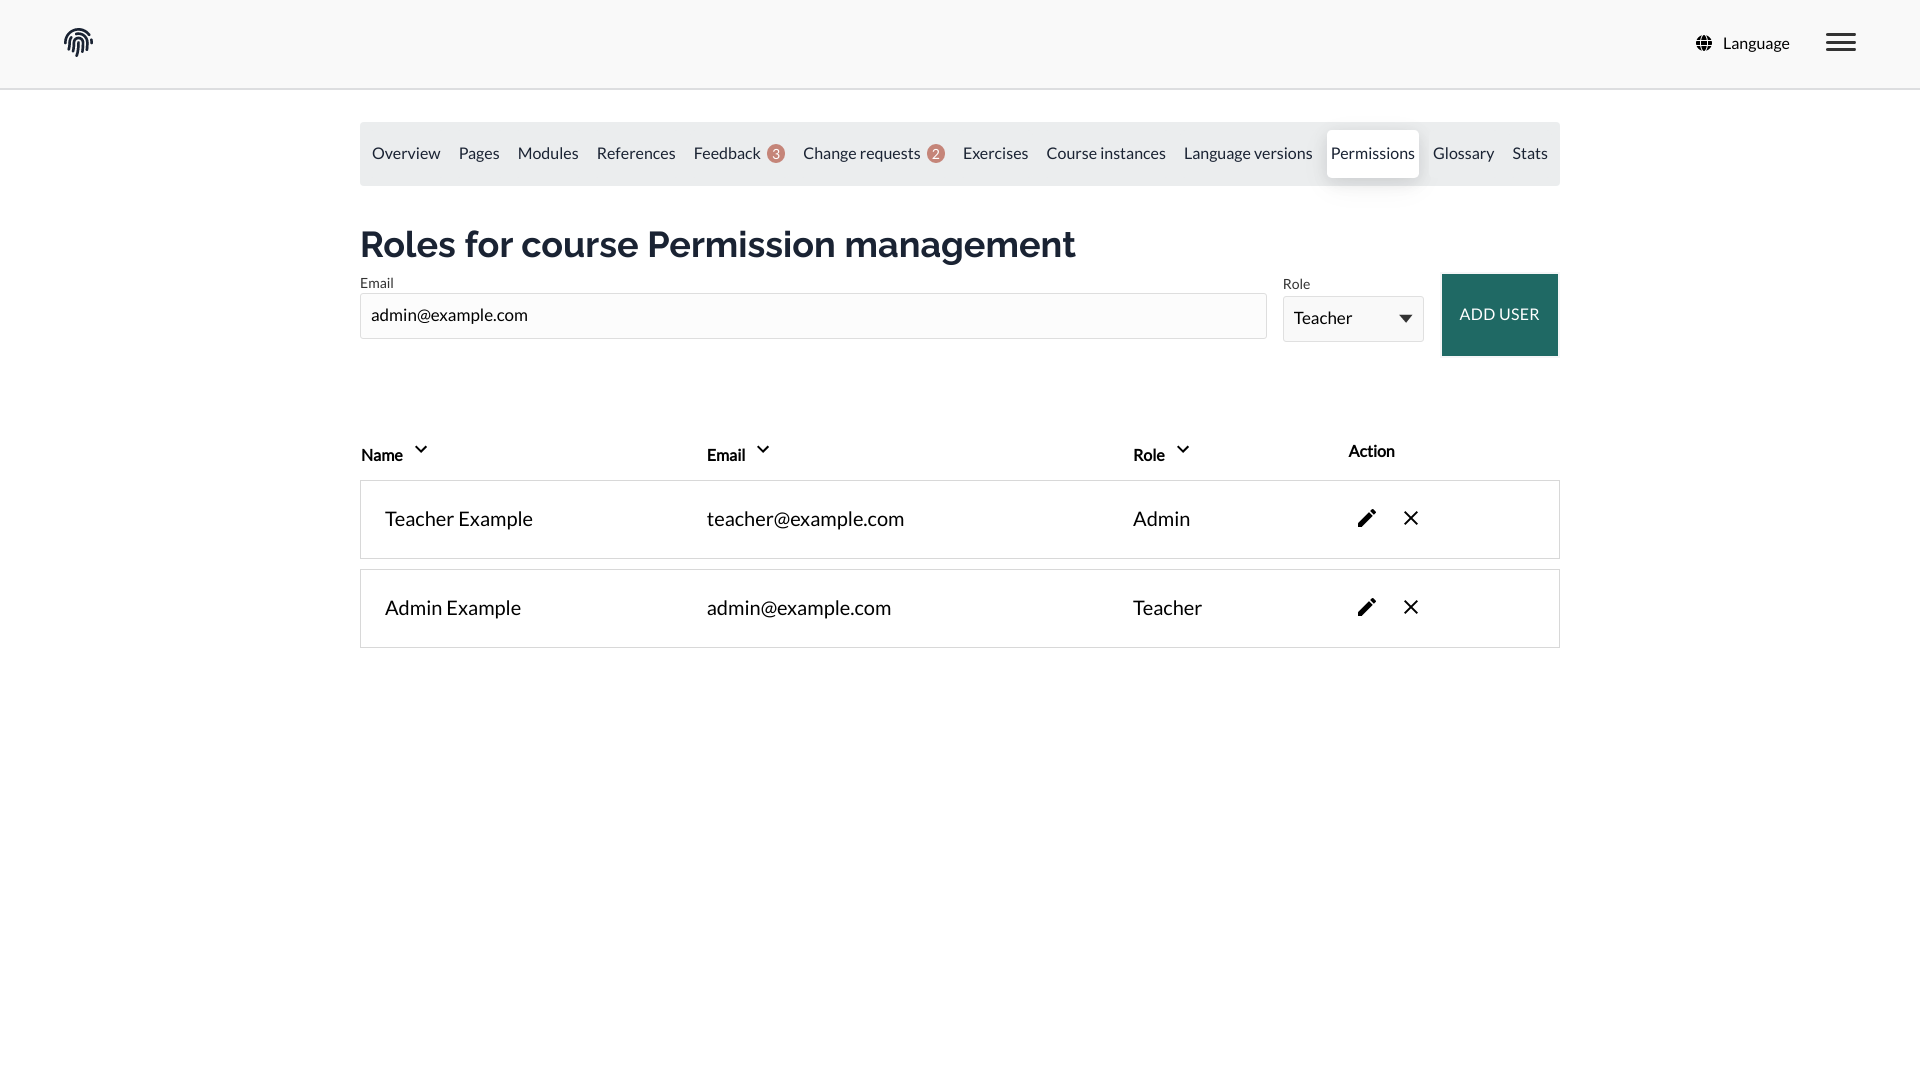 Language
Overview Pages Modules References Feedback 3 Change requests 2 Exercises Course instances Language versions Permissions Glossary Stats
Roles for course Permission management
Email
admin@example.com
Role
Teacher
ADD USER
Name Email Role Action
Teacher Example teacher@example.com Admin
Admin Example admin@example.com Teacher